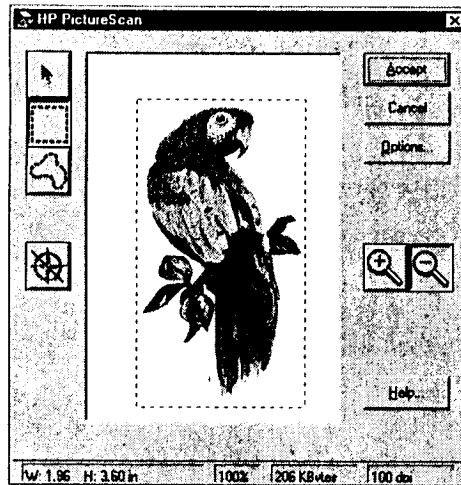 HP PictureScan
Accept
Cancel
Options...
Help...
W: 1.96 H: 3.60 in 100% 206 KBytes 100 dpi